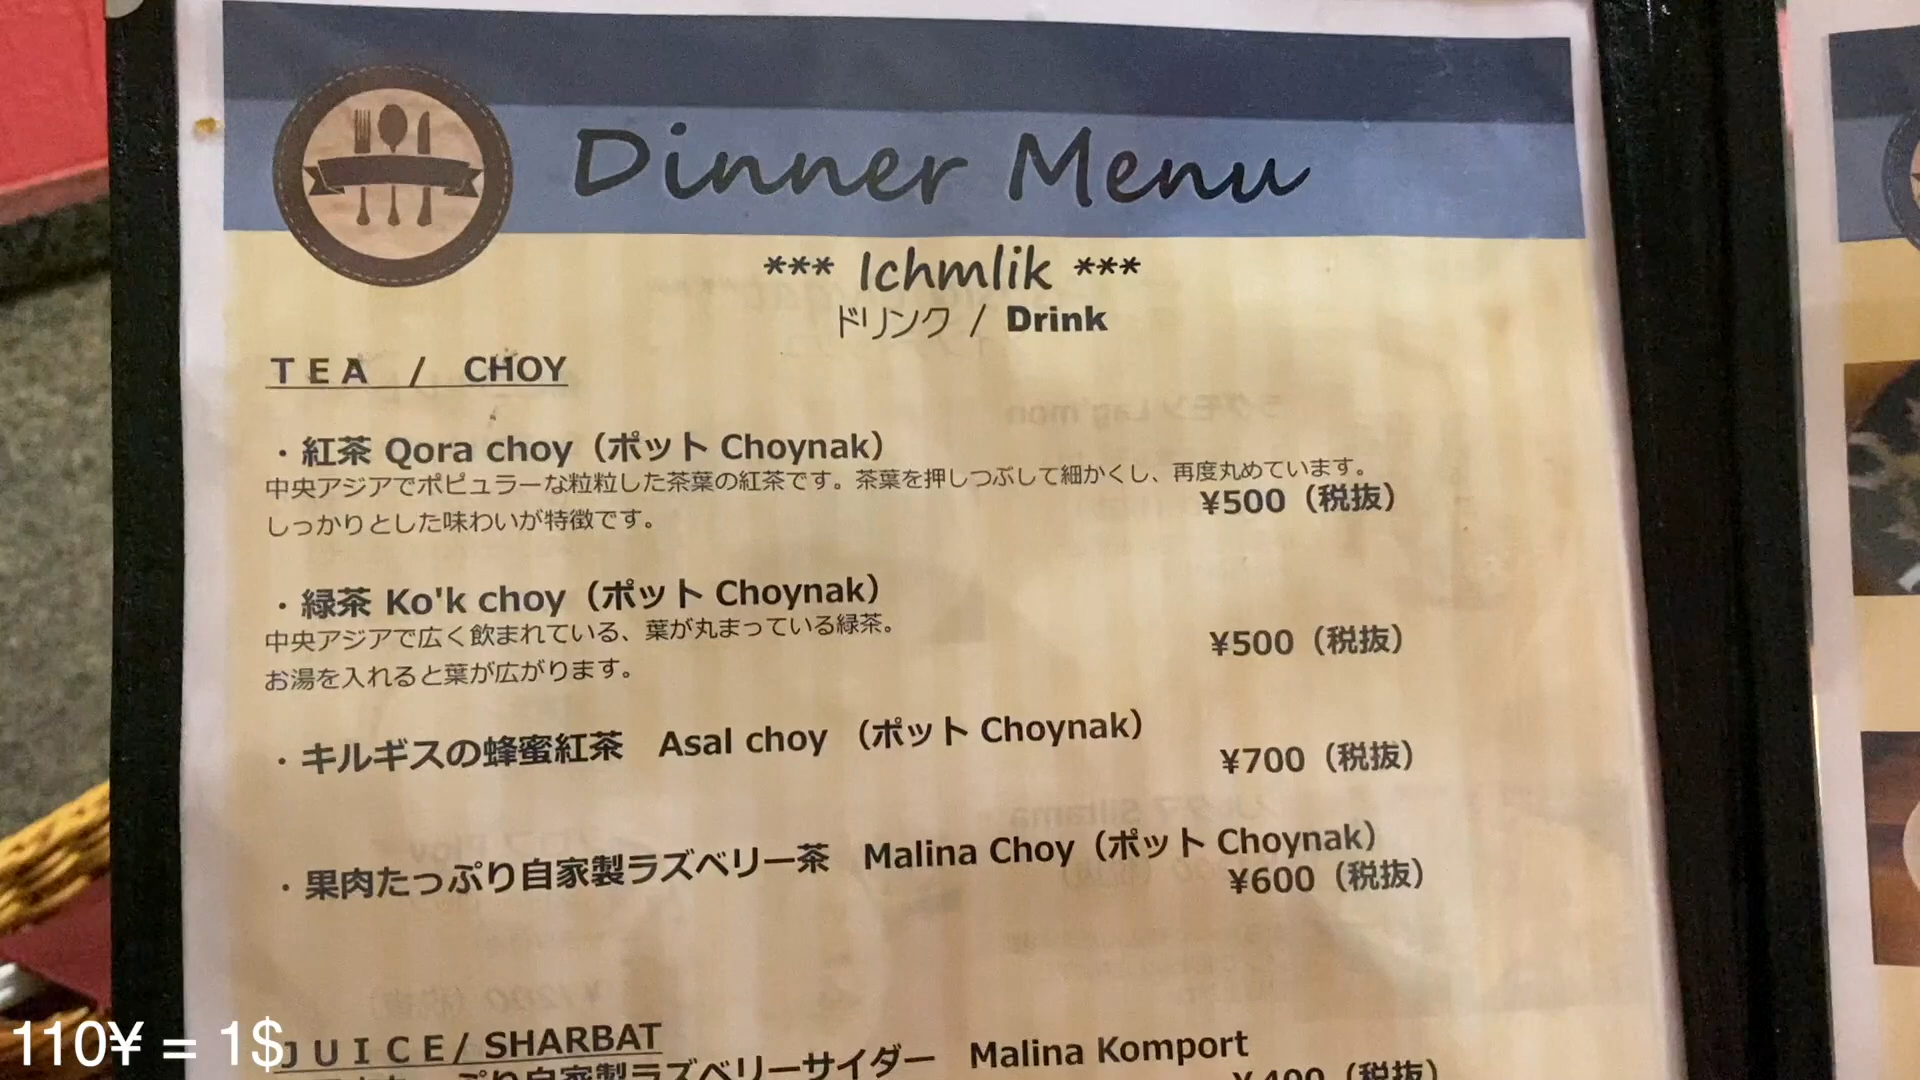 Dinner Menu
*** Ichmlik ***
ドリンク / Drink
TEA / CHOY
・紅茶 Qora choy（ポット Choynak）
中央アジアでポピュラーな粒粒した茶葉の紅茶です。茶葉を押しつぶして細かくし、再度丸めています。
¥500（税抜）
しっかりとした味わいが特徴です。
・緑茶 Ko'k choy（ポット Choynak）
中央アジアで広く飲まれている、葉が丸まっている緑茶。
¥500（税抜）
お湯を入れると葉が広がります。
・キルギスの蜂蜜紅茶 Asal choy （ポット Choynak）
¥700（税抜）
・果肉たっぷり自家製ラズベリー茶 Malina Choy（ポット Choynak）
¥600（税抜）
JUICE/ SHARBAT
ぷり自家製ラズベリーサイダー Malina Komport
¥400（税抜）
110¥ = 1$